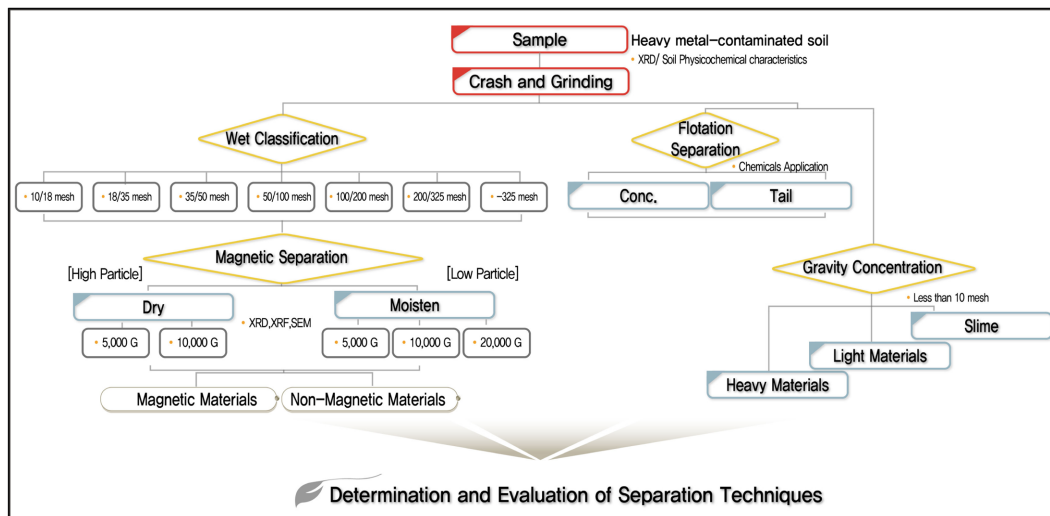 Sample
Heavy metal-contaminated soil
• XRD/ Soil Physicochemical characteristics
Crash and Grinding
Wet Classification
Flotation
Separation
• Chemicals Application
• 10/18 mesh
• 18/35 mesh
• 35/50 mesh
• 50/100 mesh
• 100/200 mesh
• 200/325 mesh
• -325 mesh
Conc.
Tail
Magnetic Separation
[High Particle]
[Low Particle]
Gravity Concentration
Dry
Moisten
• Less than 10 mesh
• XRD,XRF,SEM
Slime
• 5,000 G
• 10,000 G
• 5,000 G
• 10,000 G
• 20,000 G
Light Materials
Heavy Materials
Magnetic Materials
Non-Magnetic Materials
Determination and Evaluation of Separation Techniques